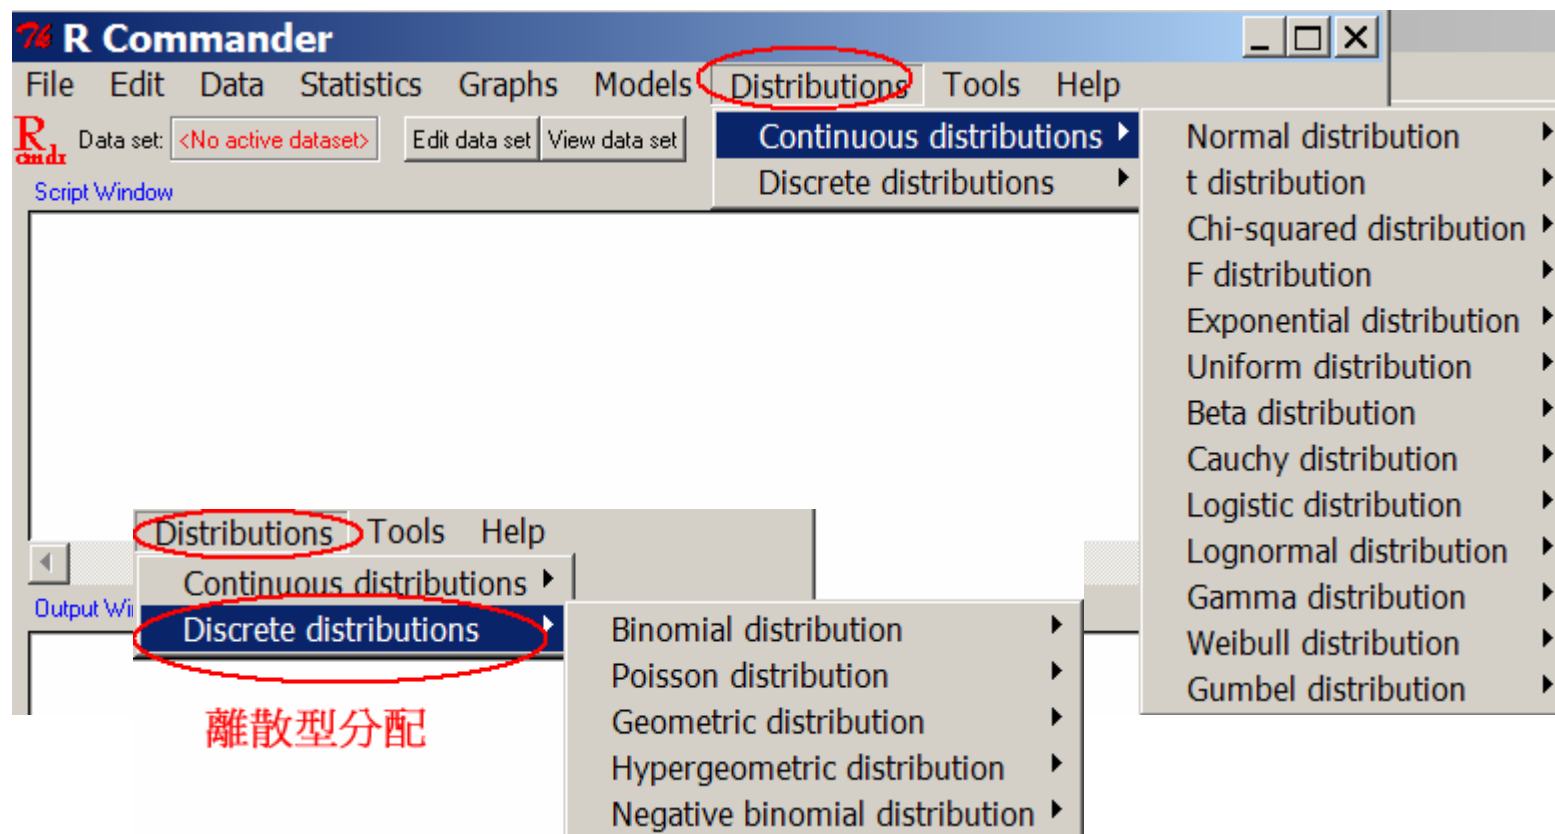 R Commander
File Edit Data Statistics Graphs Models Distributions Tools Help
R cmdr Data set: <No active dataset> Edit data set View data set
Continuous distributions
Discrete distributions
Normal distribution
t distribution
Chi-squared distribution
F distribution
Exponential distribution
Uniform distribution
Beta distribution
Cauchy distribution
Logistic distribution
Lognormal distribution
Gamma distribution
Weibull distribution
Gumbel distribution
Script Window
Distributions Tools Help
Continuous distributions
Discrete distributions
Output Wi
Binomial distribution
Poisson distribution
Geometric distribution
Hypergeometric distribution
Negative binomial distribution
離散型分配